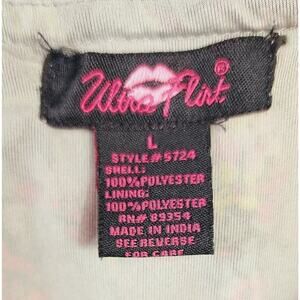 Ultra Flirt ®
L
STYLE# 5724
SHELL:
100% POLYESTER
LINING:
100% POLYESTER
RN# 89354
MADE IN INDIA
SEE REVERSE
FOR CARE